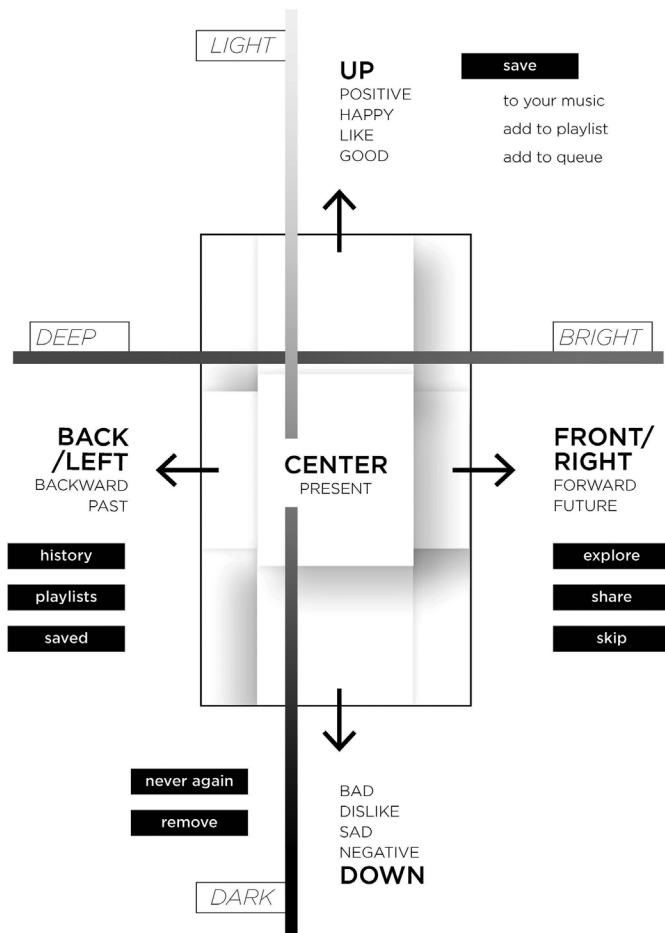 LIGHT
UP
POSITIVE
HAPPY
LIKE
GOOD
save
to your music
add to playlist
add to queue
DEEP
BRIGHT
BACK
/LEFT
BACKWARD
PAST
history
playlists
saved
CENTER
PRESENT
FRONT/
RIGHT
FORWARD
FUTURE
explore
share
skip
never again
remove
BAD
DISLIKE
SAD
NEGATIVE
DOWN
DARK